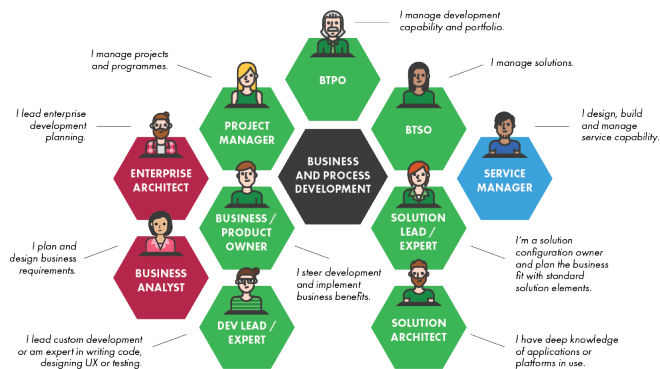 I manage development
capability and portfolio.
BTPO
I manage projects
and programmes.
PROJECT
MANAGER
I manage solutions.
BTSO
I lead enterprise
development
planning.
ENTERPRISE
ARCHITECT
BUSINESS
AND PROCESS
DEVELOPMENT
I design, build
and manage
service capability.
SERVICE
MANAGER
BUSINESS /
PRODUCT
OWNER
SOLUTION
LEAD /
EXPERT
I plan and
design business
requirements.
BUSINESS
ANALYST
I steer development
and implement
business benefits.
I'm a solution
configuration owner
and plan the business
fit with standard
solution elements.
DEV LEAD /
EXPERT
SOLUTION
ARCHITECT
I lead custom development
or am expert in writing code,
designing UX or testing.
I have deep knowledge
of applications or
platforms in use.